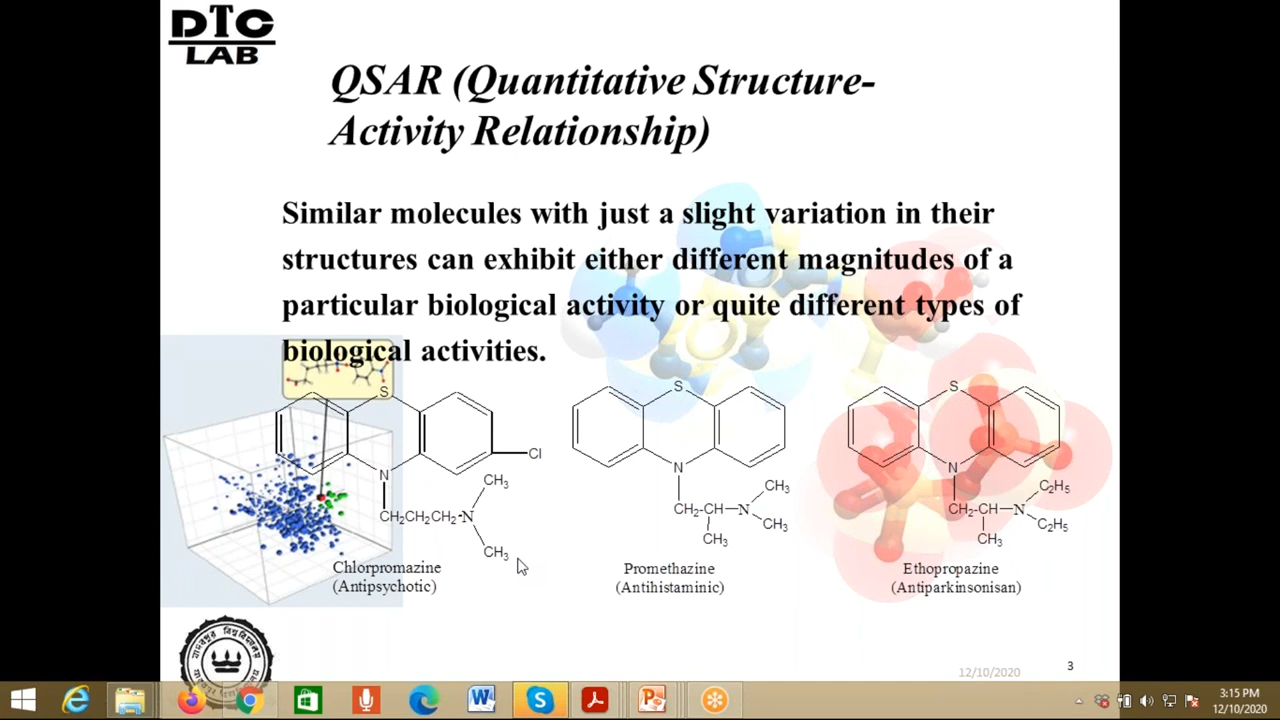 DTC
LAB
QSAR (Quantitative Structure-
Activity Relationship)
Similar molecules with just a slight variation in their
structures can exhibit either different magnitudes of a
particular biological activity or quite different types of
biological activities.
S
N
Cl
CH₃
CH₂CH₂CH₂-N
CH₃
Chlorpromazine
(Antipsychotic)
S
N
CH₂-CH-N
CH₃
CH₃
CH₃
Promethazine
(Antihistaminic)
S
N
CH₂-CH-N
C₂H₅
C₂H₅
CH₃
Ethopropazine
(Antiparkinsonisan)
12/10/2020
3
3:15 PM
12/10/2020